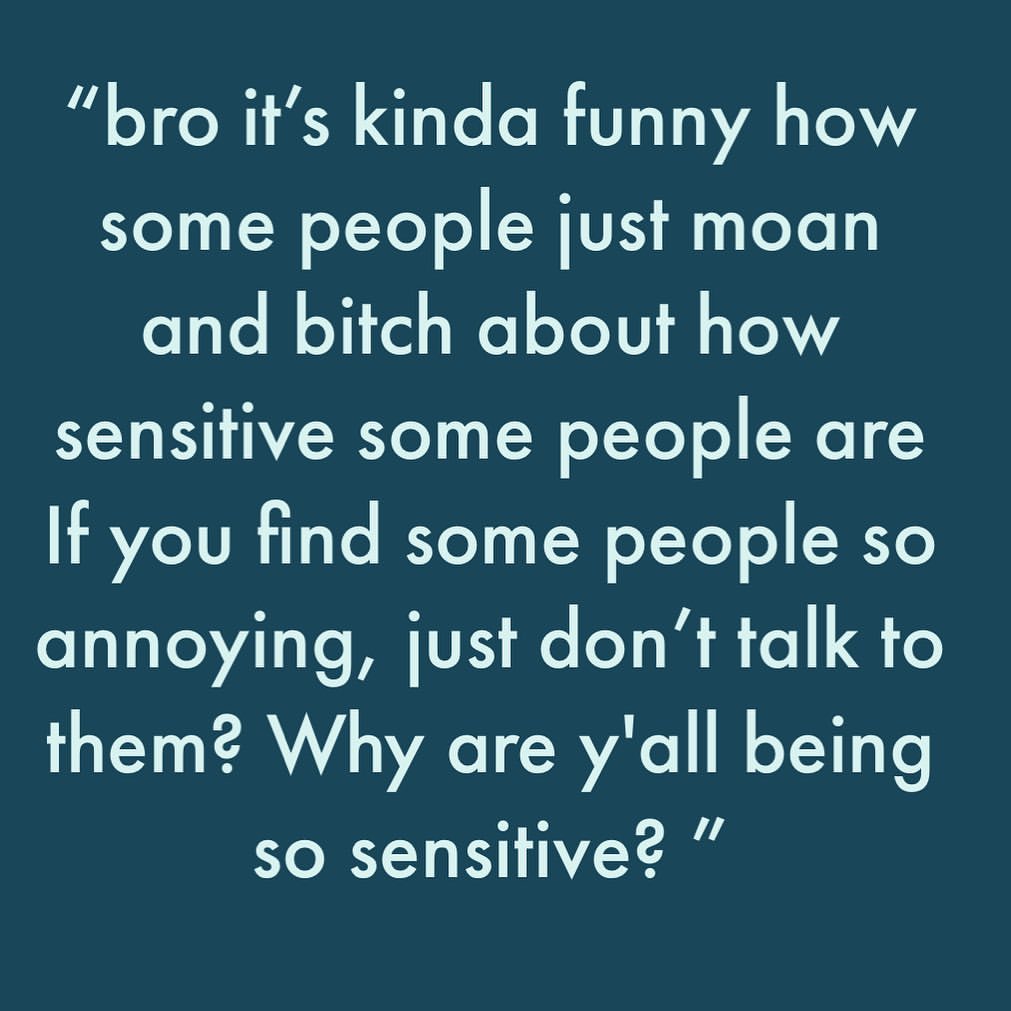 “bro it’s kinda funny how
some people just moan
and bitch about how
sensitive some people are
If you find some people so
annoying, just don’t talk to
them? Why are y'all being
so sensitive? ”